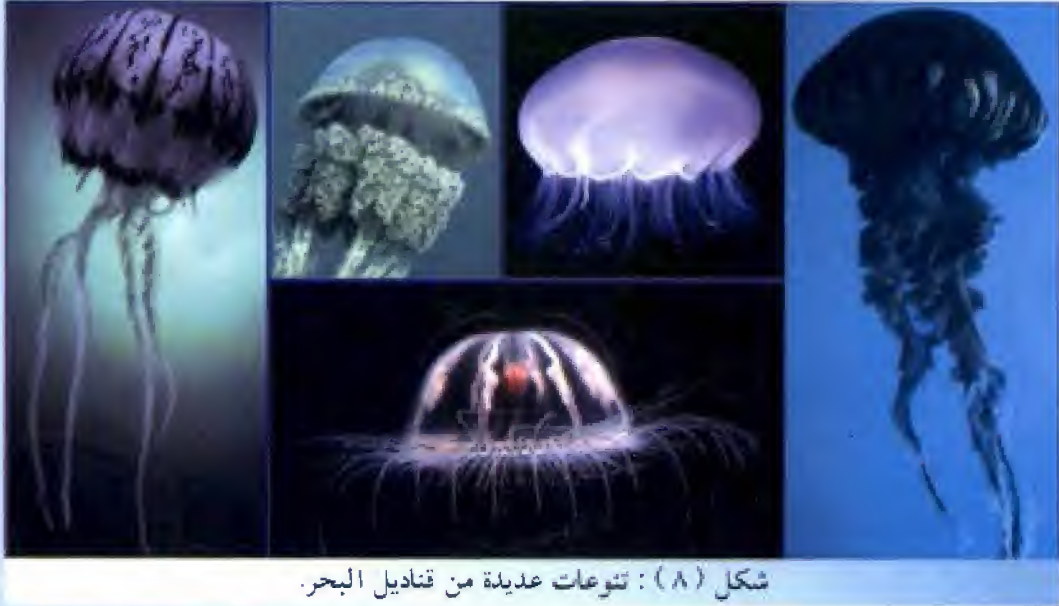 شكل (٨) : تنوعات عديدة من قناديل البحر.